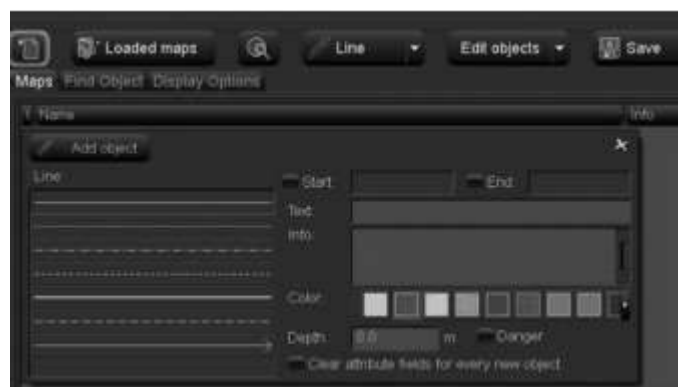 Loaded maps Line Edit objects Save
Maps Find Object Display Options
Name Info
Add object
Line
Start End
Text
Info
Color
Depth 0.0 m Danger
Clear attribute fields for every new object